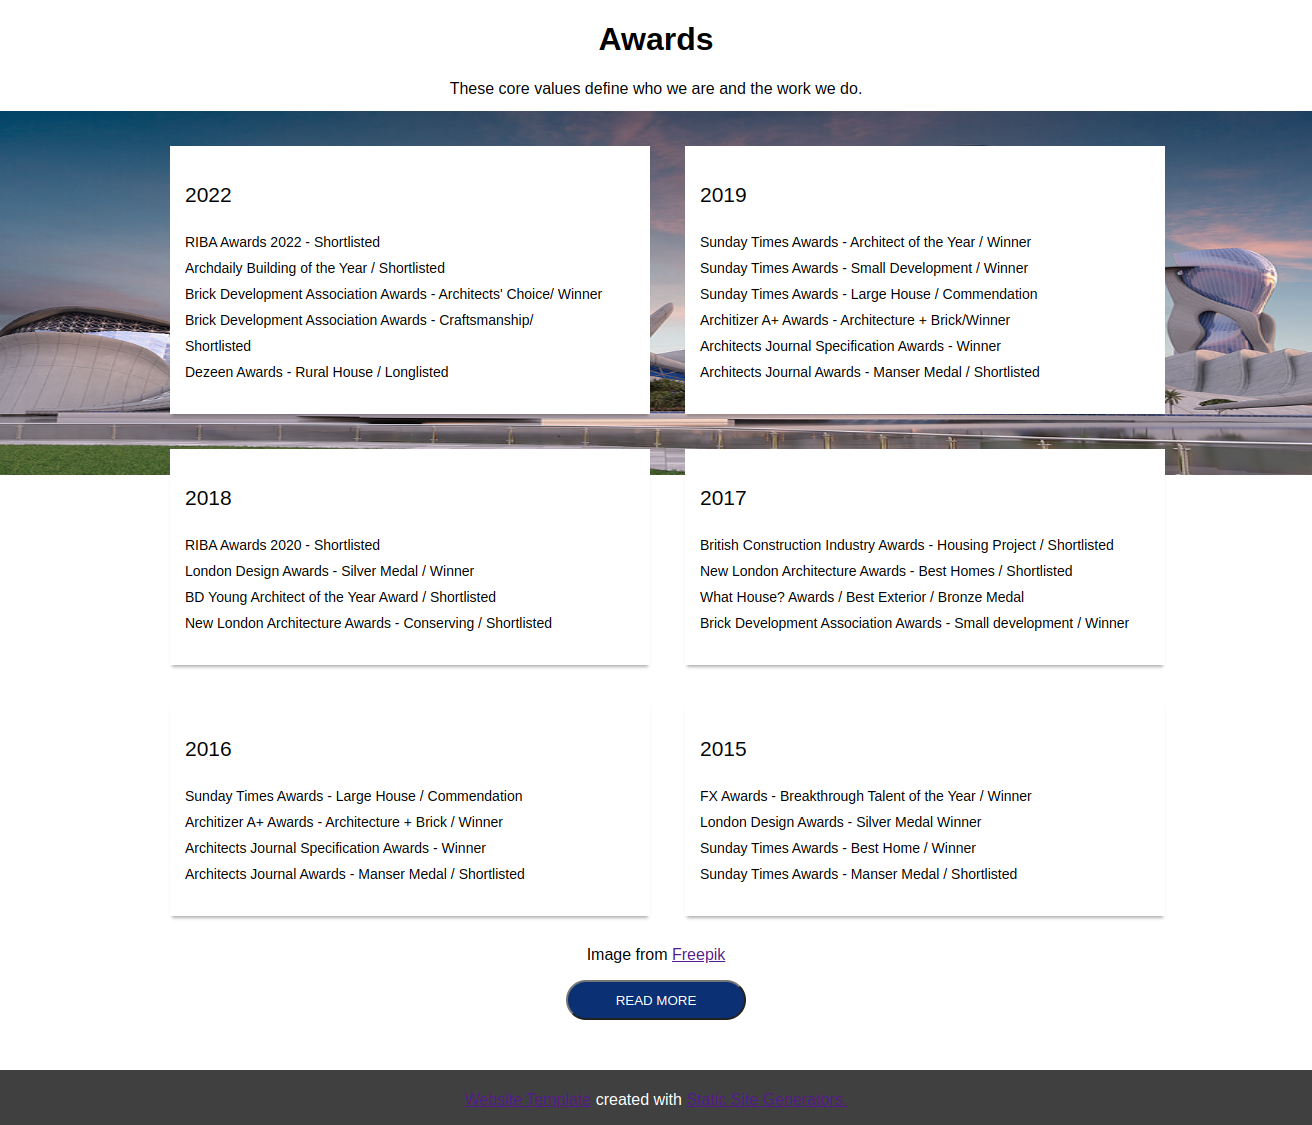 Awards
These core values define who we are and the work we do.
2022
RIBA Awards 2022 - Shortlisted
Archdaily Building of the Year / Shortlisted
Brick Development Association Awards - Architects' Choice/ Winner
Brick Development Association Awards - Craftsmanship/
Shortlisted
Dezeen Awards - Rural House / Longlisted
2019
Sunday Times Awards - Architect of the Year / Winner
Sunday Times Awards - Small Development / Winner
Sunday Times Awards - Large House / Commendation
Architizer A+ Awards - Architecture + Brick/Winner
Architects Journal Specification Awards - Winner
Architects Journal Awards - Manser Medal / Shortlisted
2018
RIBA Awards 2020 - Shortlisted
London Design Awards - Silver Medal / Winner
BD Young Architect of the Year Award / Shortlisted
New London Architecture Awards - Conserving / Shortlisted
2017
British Construction Industry Awards - Housing Project / Shortlisted
New London Architecture Awards - Best Homes / Shortlisted
What House? Awards / Best Exterior / Bronze Medal
Brick Development Association Awards - Small development / Winner
2016
Sunday Times Awards - Large House / Commendation
Architizer A+ Awards - Architecture + Brick / Winner
Architects Journal Specification Awards - Winner
Architects Journal Awards - Manser Medal / Shortlisted
2015
FX Awards - Breakthrough Talent of the Year / Winner
London Design Awards - Silver Medal Winner
Sunday Times Awards - Best Home / Winner
Sunday Times Awards - Manser Medal / Shortlisted
Image from Freepik
READ MORE
Website Template created with Static Site Generators.